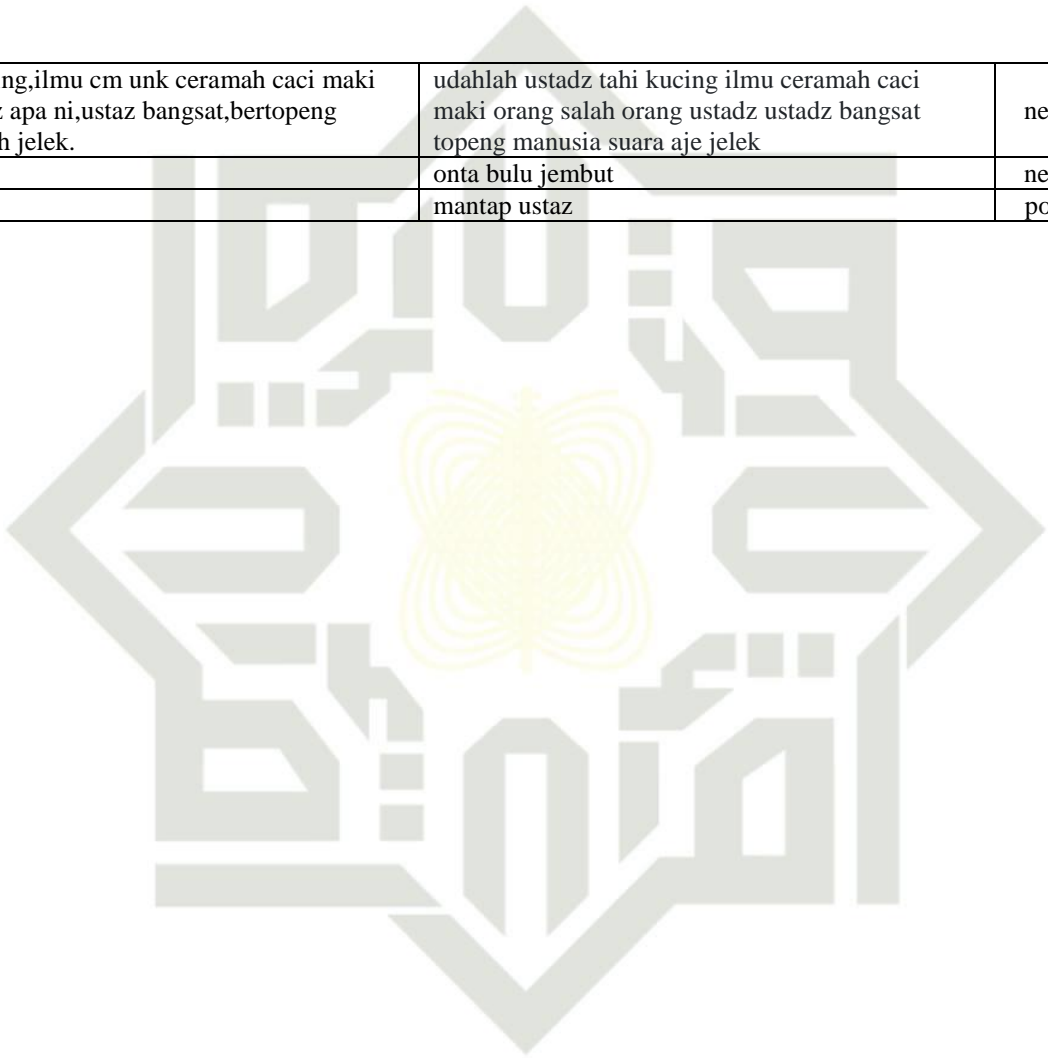 ng,ilmu cm unk ceramah caci maki
z apa ni,ustaz bangsat,bertopeng
h jelek.
udahlah ustadz tahi kucing ilmu ceramah caci
maki orang salah orang ustadz ustadz bangsat
topeng manusia suara aje jelek
ne
onta bulu jembut
ne
mantap ustaz
po